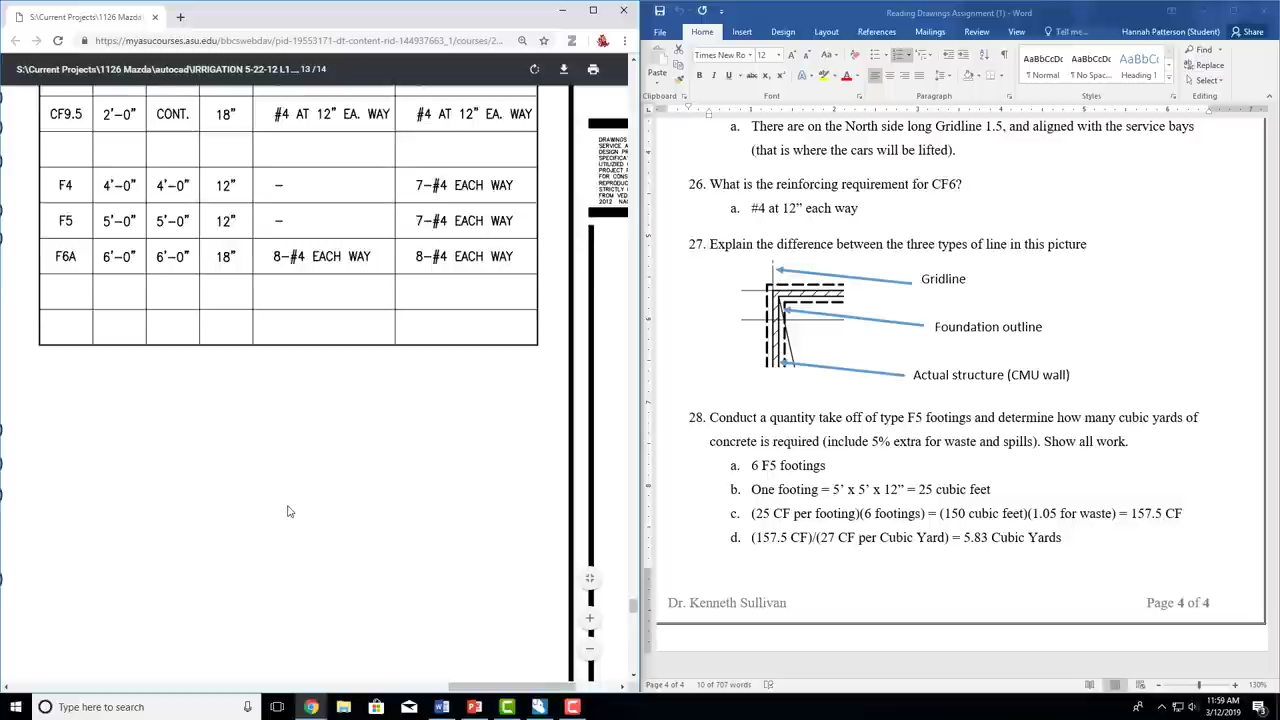 S:\Current Projects\1126 Mazda
https://myasucourses.asu.edu/bbcswebdav/pid-19505171-dt-content-rid-144937653_1/courses/2...
S:\Current Projects\1126 Mazda\autocad\IRRIGATION 5-22-13 L1
18 / 31
CF9.5 2'-0" CONT. 18" #4 AT 12" EA. WAY #4 AT 12" EA. WAY
F4 4'-0" 4'-0" 12" – 7-#4 EACH WAY
F5 5'-0" 5'-0" 12" – 7-#4 EACH WAY
F6A 6'-0" 6'-0" 18" 8-#4 EACH WAY 8-#4 EACH WAY
Reading Drawings Assignment (1) - Word
File Home Insert Design Layout References Mailings Review View Tell me... Hannah Patterson (Student) Share
Paste
Times New Ro 12
AaBbCcDc AaBbCcDc AaBbCc
¶ Normal ¶ No Spac... Heading 1
Find
Replace
Select
Clipboard Font Paragraph Styles Editing
a. There are on the North side long Gridline 1.5, and aligned with the service bays
(that is where the cars will be lifted).
26. What is the reinforcing requirement for CF6?
a. #4 at 12” each way
27. Explain the difference between the three types of line in this picture
Gridline
Foundation outline
Actual structure (CMU wall)
28. Conduct a quantity take off of type F5 footings and determine how many cubic yards of
concrete is required (include 5% extra for waste and spills). Show all work.
a. 6 F5 footings
b. One footing = 5’ x 5’ x 12” = 25 cubic feet
c. (25 CF per footing)(6 footings) = (150 cubic feet)(1.05 for waste) = 157.5 CF
d. (157.5 CF)/(27 CF per Cubic Yard) = 5.83 Cubic Yards
Dr. Kenneth Sullivan Page 4 of 4
Page 4 of 4 10 of 707 words 130%
Type here to search
11:59 AM
3/12/2019